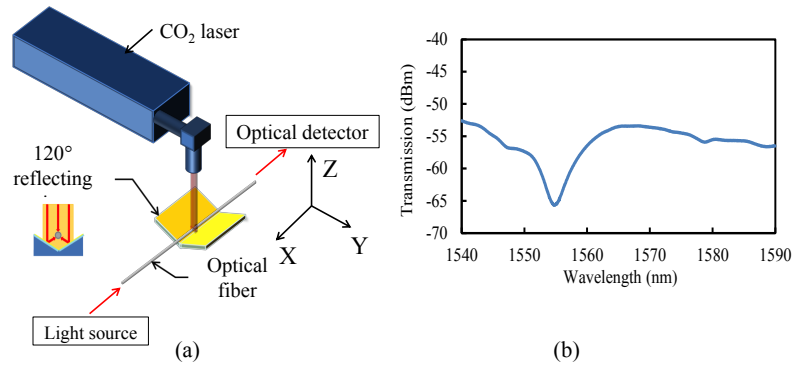 CO2 laser
Optical detector
120°
reflecting
Z
X
Y
Optical
fiber
Light source
(a)
Transmission (dBm)
-40
-45
-50
-55
-60
-65
-70
1540
1550
1560
1570
1580
1590
Wavelength (nm)
(b)